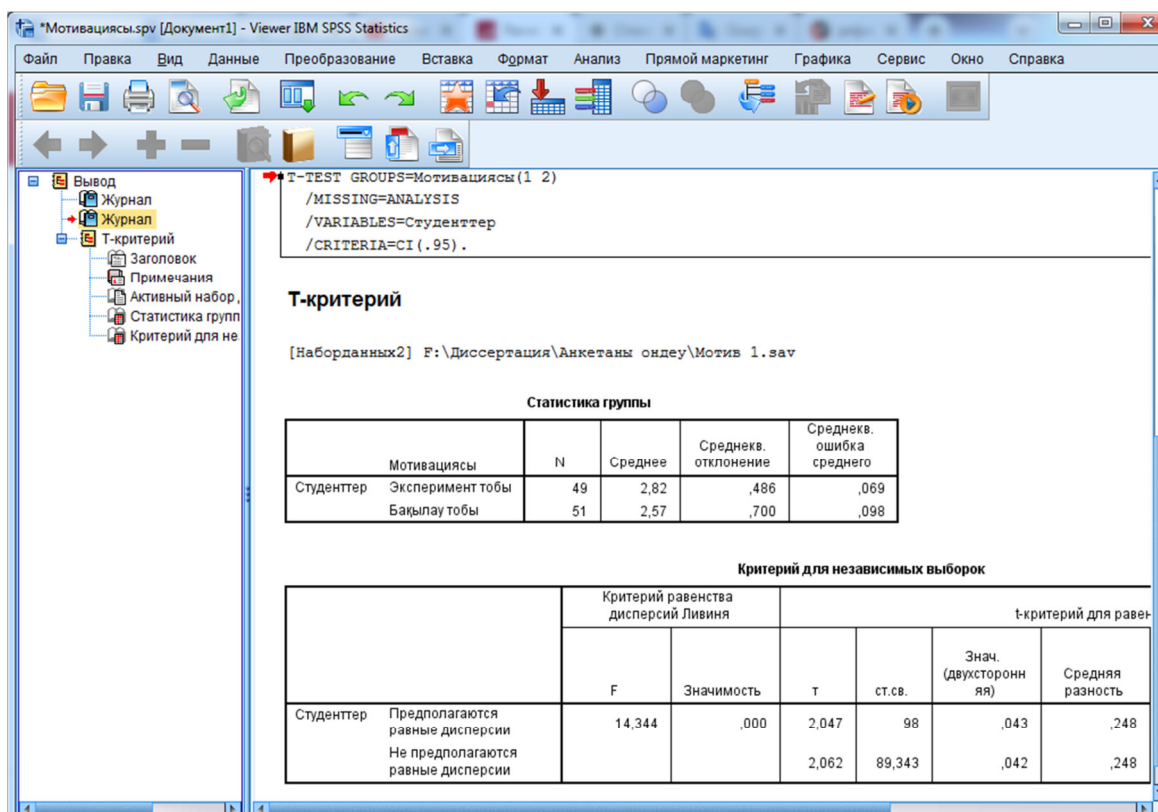 *Мотивациясы.spv [Документ1] - Viewer IBM SPSS Statistics
Файл Правка Вид Данные Преобразование Вставка Формат Анализ Прямой маркетинг Графика Сервис Окно Справка
Вывод
Журнал
Журнал
Т-критерий
Заголовок
Примечания
Активный набор,
Статистика групп
Критерий для не
T-TEST GROUPS=Мотивациясы(1 2)
/MISSING=ANALYSIS
/VARIABLES=Студенттер
/CRITERIA=CI(.95).
Т-критерий
[Наборданных2] F:\Диссертация\Анкетаны ондеу\Мотив 1.sav
Статистика группы
Мотивациясы N Среднее Среднекв. отклонение Среднекв. ошибка среднего
Студенттер Эксперимент тобы 49 2,82 ,486 ,069
Бақылау тобы 51 2,57 ,700 ,098
Критерий для независимых выборок
Критерий равенства дисперсий Ливиня t-критерий для равен
F Значимость т ст.св. Знач. (двухсторонн яя) Средняя разность
Студенттер Предполагаются равные дисперсии 14,344 ,000 2,047 98 ,043 ,248
Не предполагаются равные дисперсии 2,062 89,343 ,042 ,248